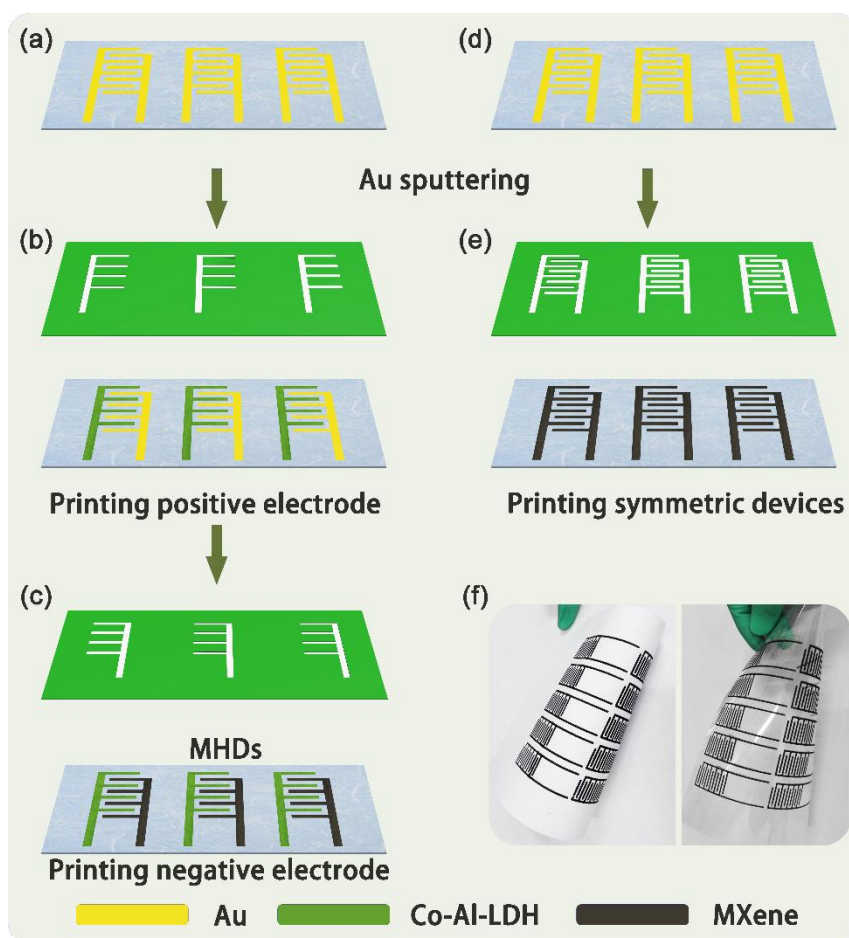 (a)
(d)
Au sputtering
(b)
(e)
Printing positive electrode
Printing symmetric devices
(c)
(f)
MHDs
Printing negative electrode
Au
Co-Al-LDH
MXene